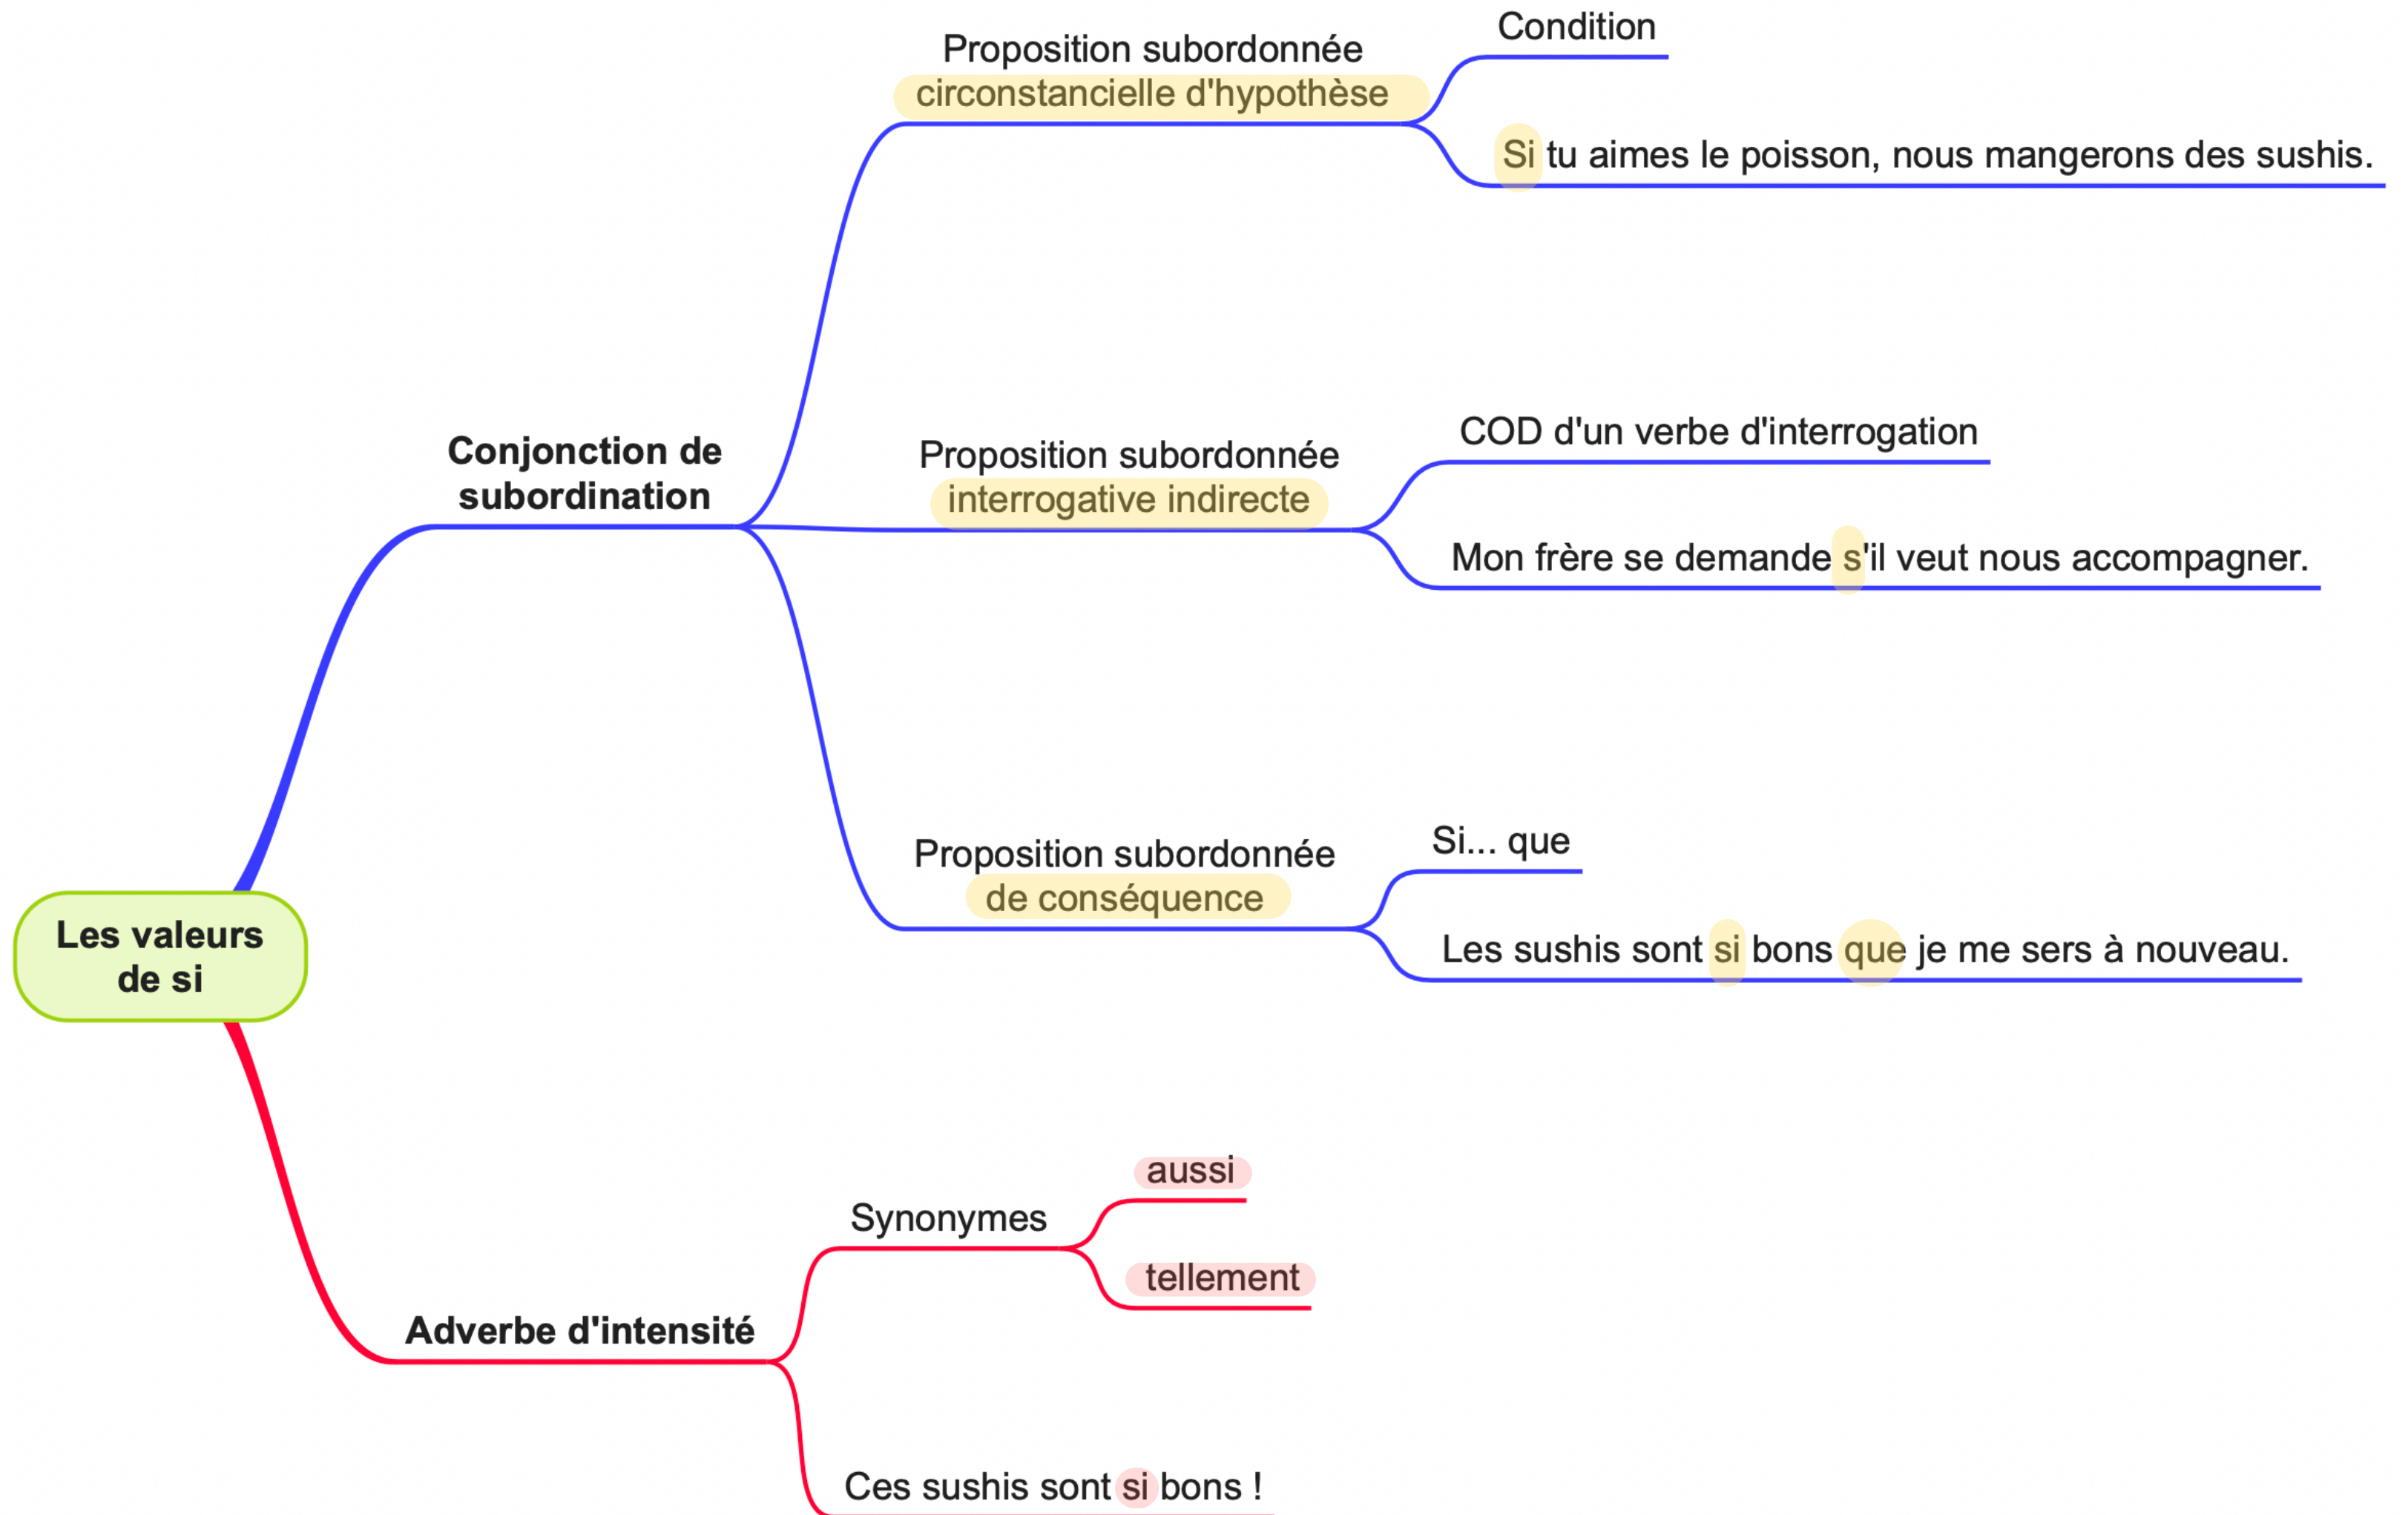 Condition
Proposition subordonnée
circonstancielle d'hypothèse
Si tu aimes le poisson, nous mangerons des sushis.
Conjonction de
subordination
COD d'un verbe d'interrogation
Proposition subordonnée
interrogative indirecte
Mon frère se demande s'il veut nous accompagner.
Si... que
Proposition subordonnée
de conséquence
Les sushis sont si bons que je me sers à nouveau.
Les valeurs
de si
aussi
Synonymes
tellement
Adverbe d'intensité
Ces sushis sont si bons !